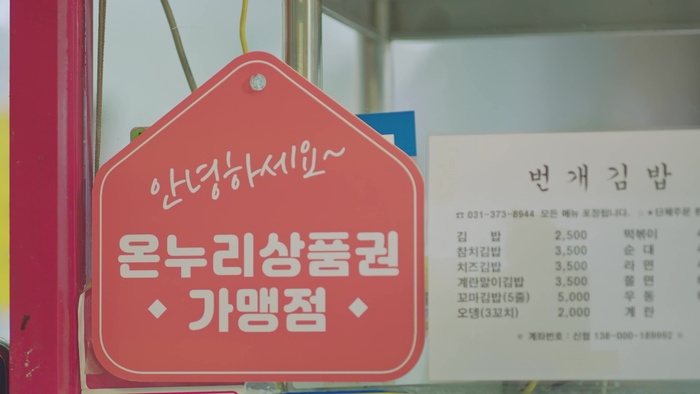 안녕하세요~
온누리상품권
가맹점
번개김밥
☎ 031-373-8944 모든 메뉴 포장됩니다. ☆★단체주문
김 밥 2,500 떡볶이
참치김밥 3,500 순 대
치즈김밥 3,500 라 면
계란말이김밥 3,500 쫄 면
꼬마김밥(5줄) 5,000 우 동
오뎅(3꼬치) 2,000 계 란
계좌번호 : 신협